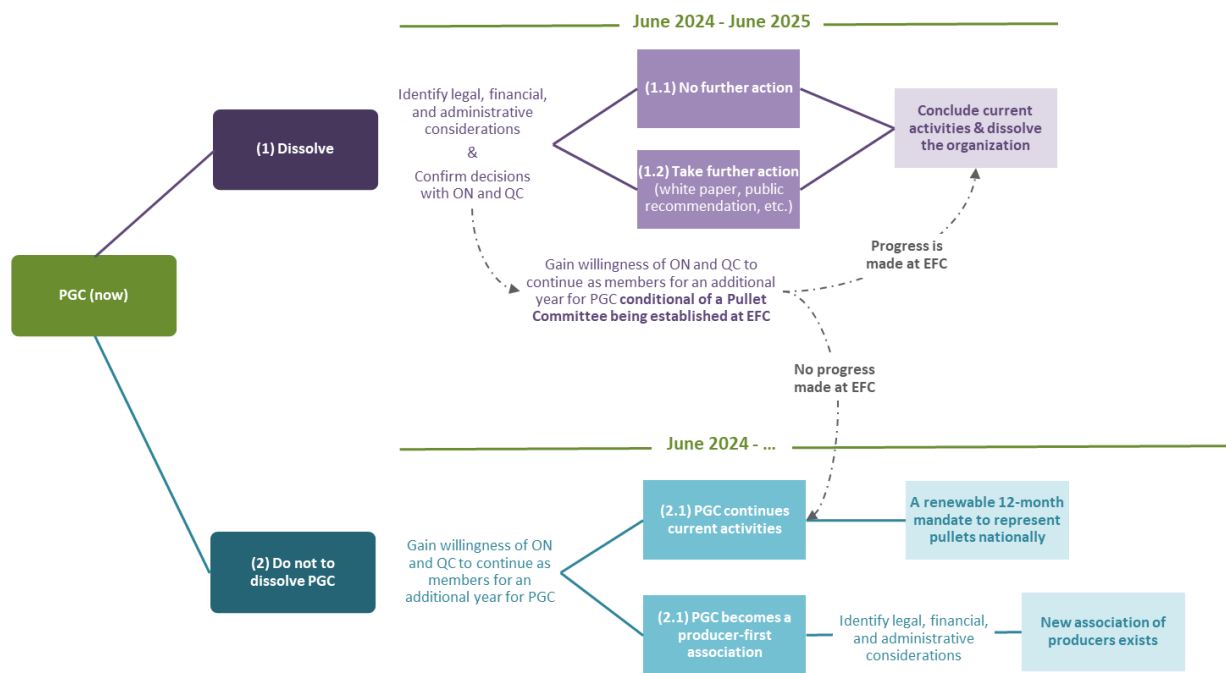 June 2024 - June 2025
PGC (now)
(1) Dissolve
Identify legal, financial,
and administrative
considerations
&
Confirm decisions
with ON and QC
(1.1) No further action
(1.2) Take further action
(white paper, public
recommendation, etc.)
Conclude current
activities & dissolve
the organization
Gain willingness of ON and QC to
continue as members for an additional
year for PGC conditional of a Pullet
Committee being established at EFC
Progress is
made at EFC
No progress
made at EFC
June 2024 - ...
(2) Do not to
dissolve PGC
Gain willingness of ON
and QC to continue as
members for an
additional year for PGC
(2.1) PGC continues
current activities
A renewable 12-month
mandate to represent
pullets nationally
(2.1) PGC becomes a
producer-first
association
Identify legal, financial,
and administrative
considerations
New association of
producers exists